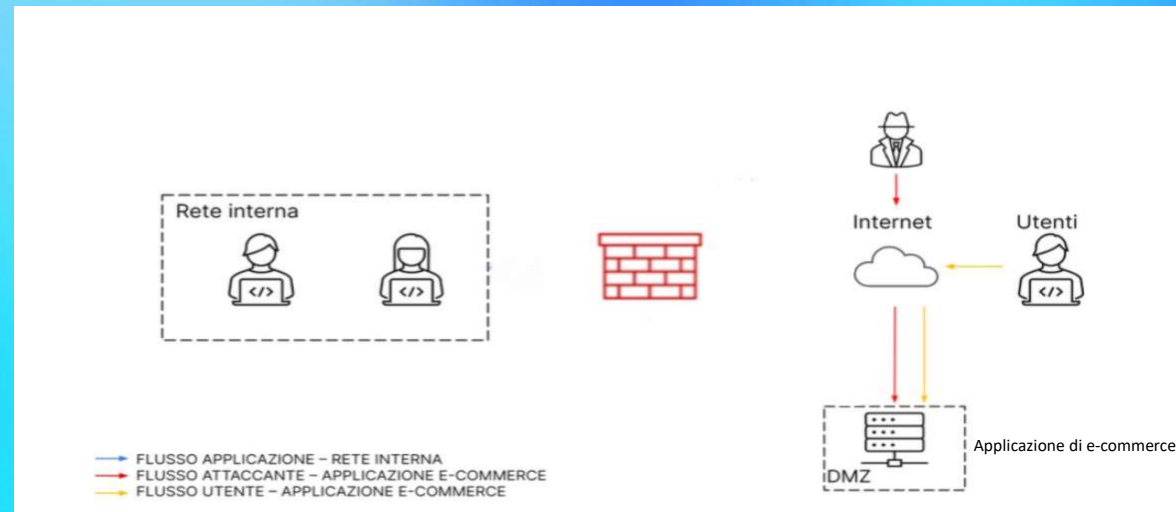 Rete interna
Internet
Utenti
</>
</>
</>
Applicazione di e-commerce
DMZ
FLUSSO APPLICAZIONE – RETE INTERNA
FLUSSO ATTACCANTE – APPLICAZIONE E-COMMERCE
FLUSSO UTENTE – APPLICAZIONE E-COMMERCE